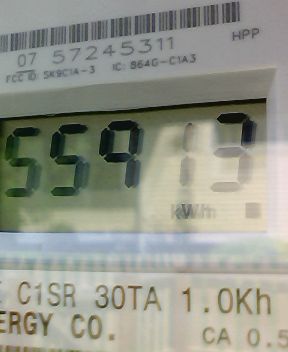 07 57245311
HPP
FCC ID: SK9C1A-3 IC: 864G-C1A3
55913
kWh
C1SR 30TA 1.0Kh
ERGY CO.
CA 0.5